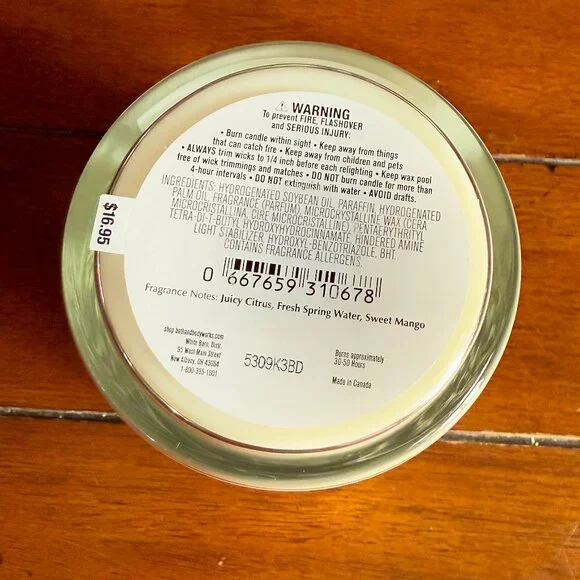 ⚠ WARNING
To prevent FIRE, FLASHOVER
and SERIOUS INJURY:
• Burn candle within sight • Keep away from things
that can catch fire • Keep away from children and pets
• ALWAYS trim wicks to 1/4 inch before each relighting • Keep wax pool
free of wick trimmings and matches • DO NOT burn candle for more than
4-hour intervals • DO NOT extinguish with water • AVOID drafts.
INGREDIENTS: HYDROGENATED SOYBEAN OIL, PARAFFIN, HYDROGENATED
PALM OIL, FRAGRANCE (PARFUM), MICROCRYSTALLINE WAX (CERA
MICROCRISTALLINA, CIRE MICROCRISTALLINE), PENTAERYTHRITYL
TETRA-DI-T-BUTYL HYDROXYHYDROCINNAMATE, HINDERED AMINE
LIGHT STABILIZER, HYDROXYL-BENZOTRIAZOLE, BHT.
CONTAINS FRAGRANCE ALLERGENS.
0 667659 310678
Fragrance Notes: Juicy Citrus, Fresh Spring Water, Sweet Mango
shop bathandbodyworks.com
White Barn, Distr.
95 West Main Street
New Albany, OH 43054
1-800-395-1001
5309K3BD
Burns approximately
30-50 Hours
Made in Canada
$16.95